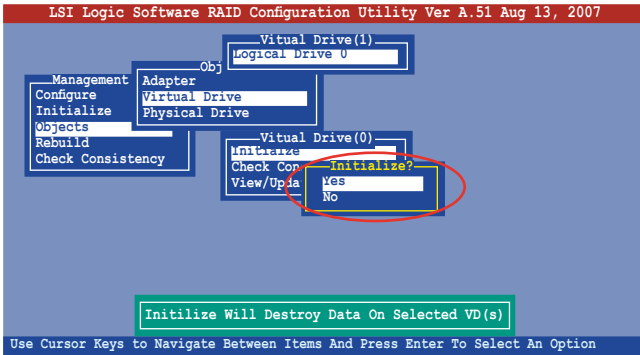 LSI Logic Software RAID Configuration Utility Ver A.51 Aug 13, 2007
Vitual Drive(1)
Logical Drive 0
Obj
Adapter
Virtual Drive
Physical Drive
Management
Configure
Initialize
Objects
Rebuild
Check Consistency
Vitual Drive(0)
Initialze
Check Con
View/Upda
Initialize?
Yes
No
Initilize Will Destroy Data On Selected VD(s)
Use Cursor Keys to Navigate Between Items And Press Enter To Select An Option